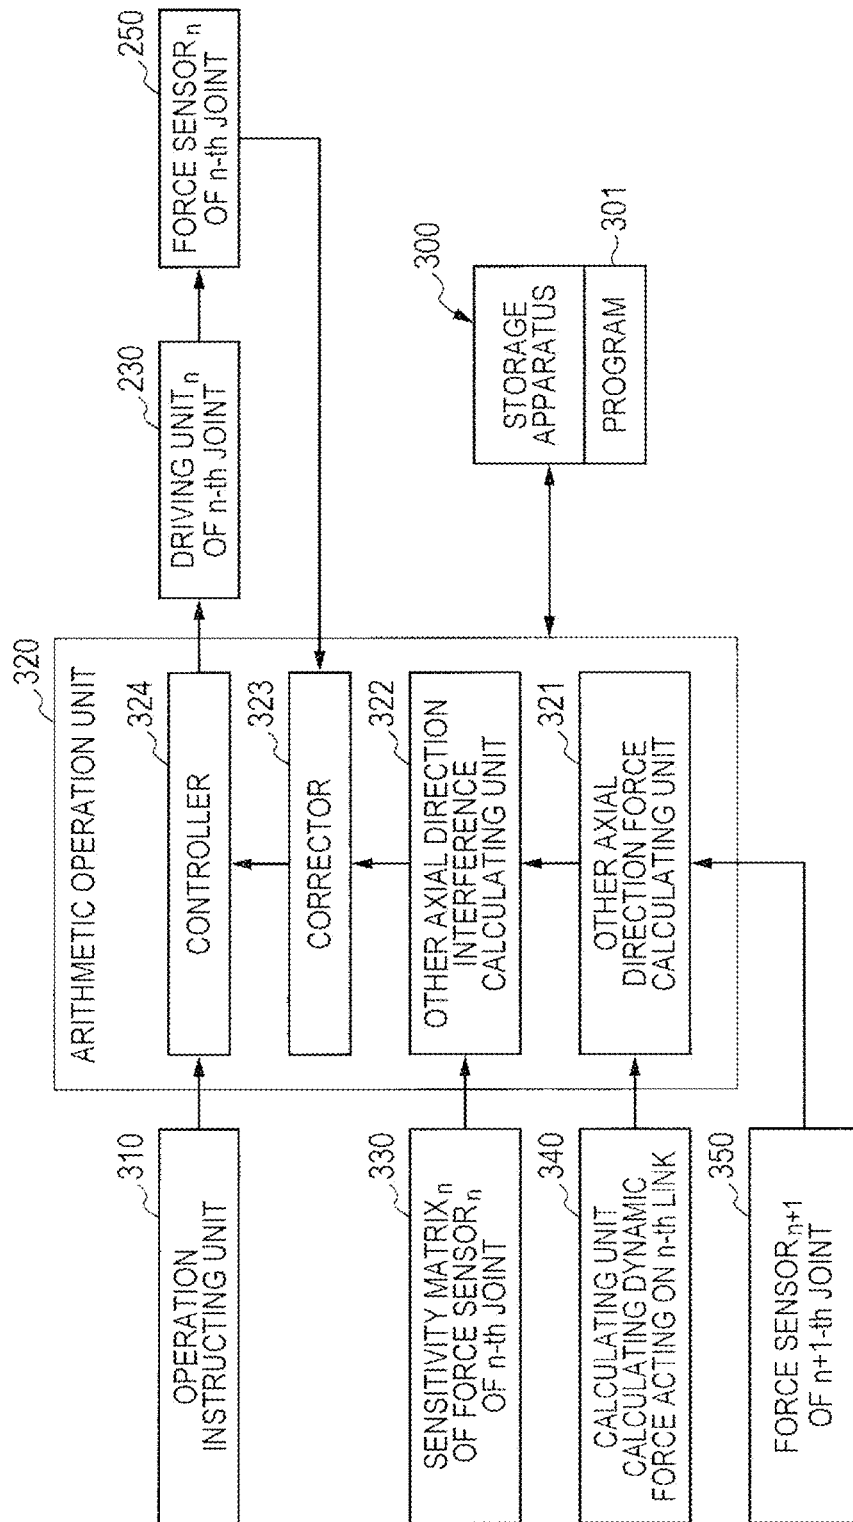 320
ARITHMETIC OPERATION UNIT
310
OPERATION
INSTRUCTING UNIT
324
CONTROLLER
230
DRIVING UNITn
OF n-th JOINT
250
FORCE SENSORn
OF n-th JOINT
323
CORRECTOR
330
SENSITIVITY MATRIXn
OF FORCE SENSORn
OF n-th JOINT
322
OTHER AXIAL DIRECTION
INTERFERENCE
CALCULATING UNIT
300
STORAGE
APPARATUS
301
PROGRAM
340
CALCULATING UNIT
CALCULATING DYNAMIC
FORCE ACTING ON n-th LINK
321
OTHER AXIAL
DIRECTION FORCE
CALCULATING UNIT
350
FORCE SENSORn+1
OF n+1-th JOINT